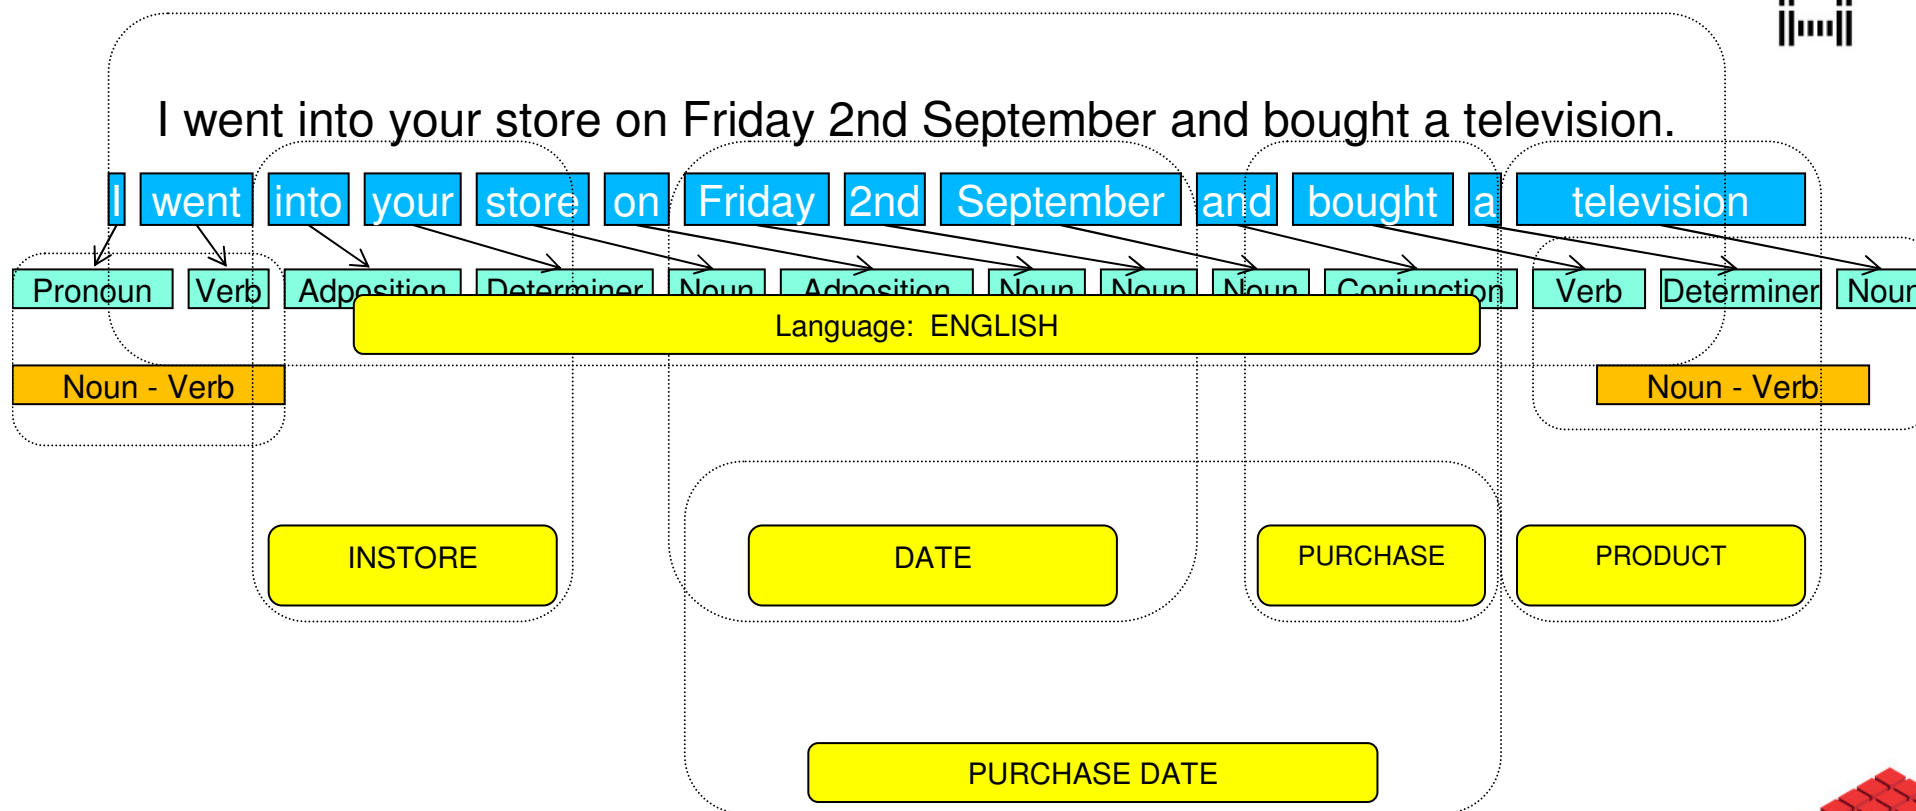 I went into your store on Friday 2nd September and bought a television.
I went into your store on Friday 2nd September and bought a television
Pronoun Verb Adposition Determiner Noun Adposition Noun Noun Noun Conjunction Verb Determiner Noun
Language: ENGLISH
Noun - Verb Noun - Verb
INSTORE DATE PURCHASE PRODUCT
PURCHASE DATE